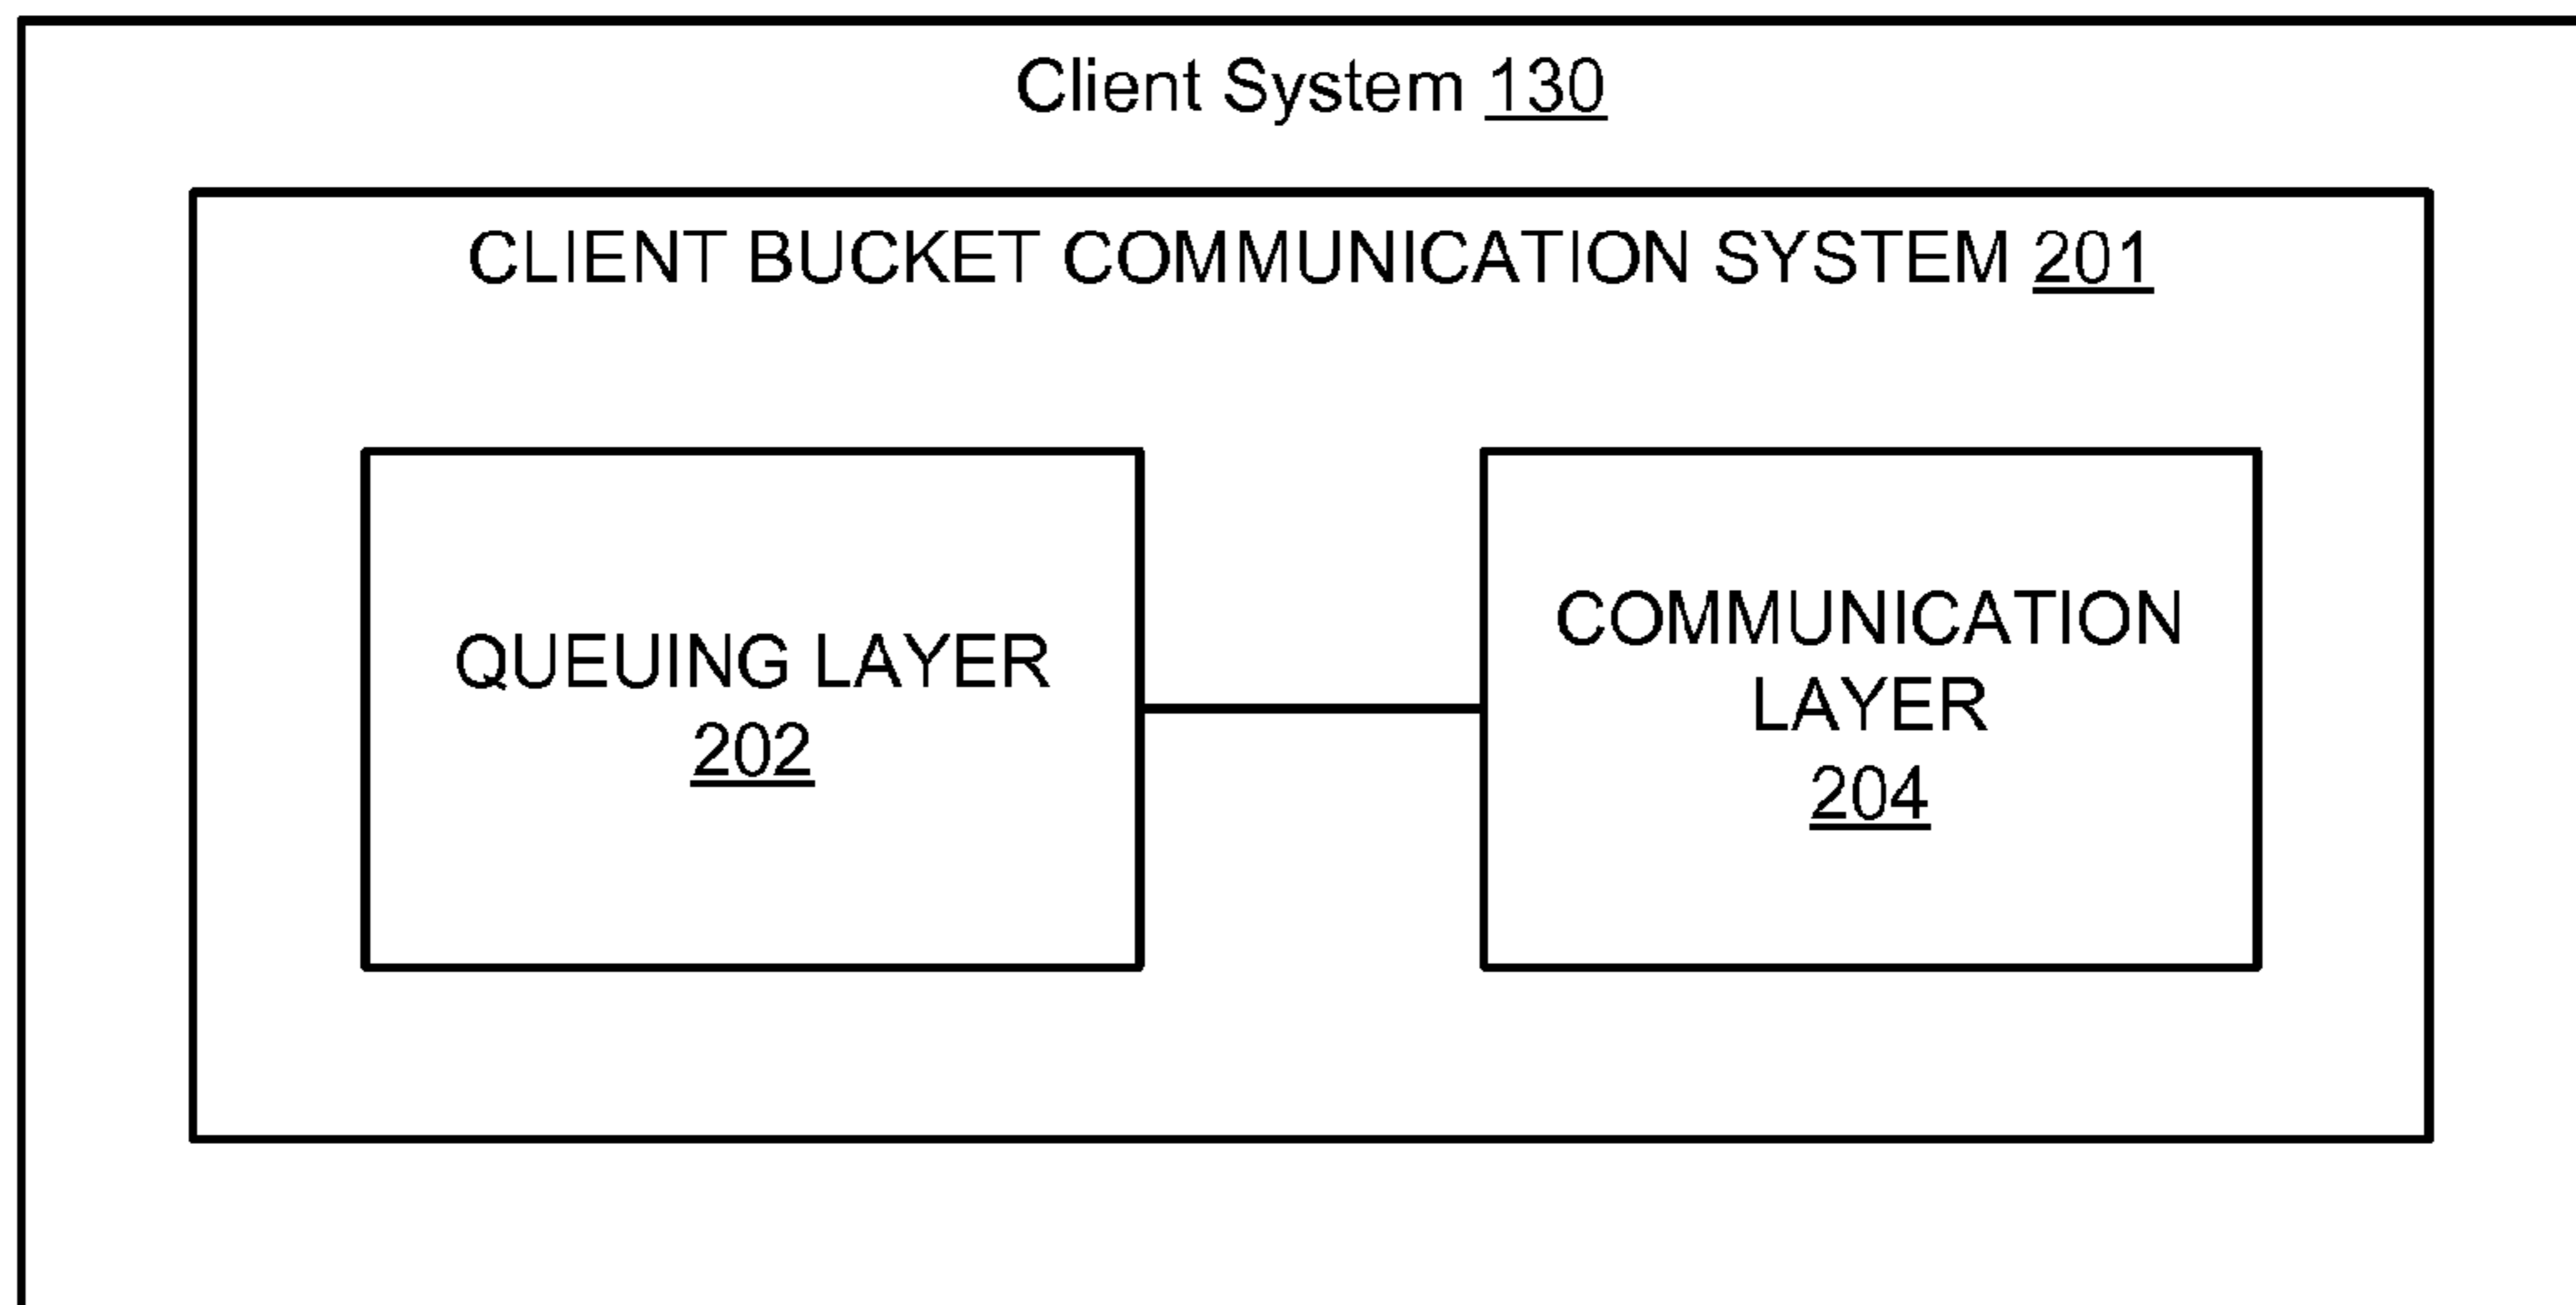 Client System 130
CLIENT BUCKET COMMUNICATION SYSTEM 201
QUEUING LAYER
202
COMMUNICATION
LAYER
204